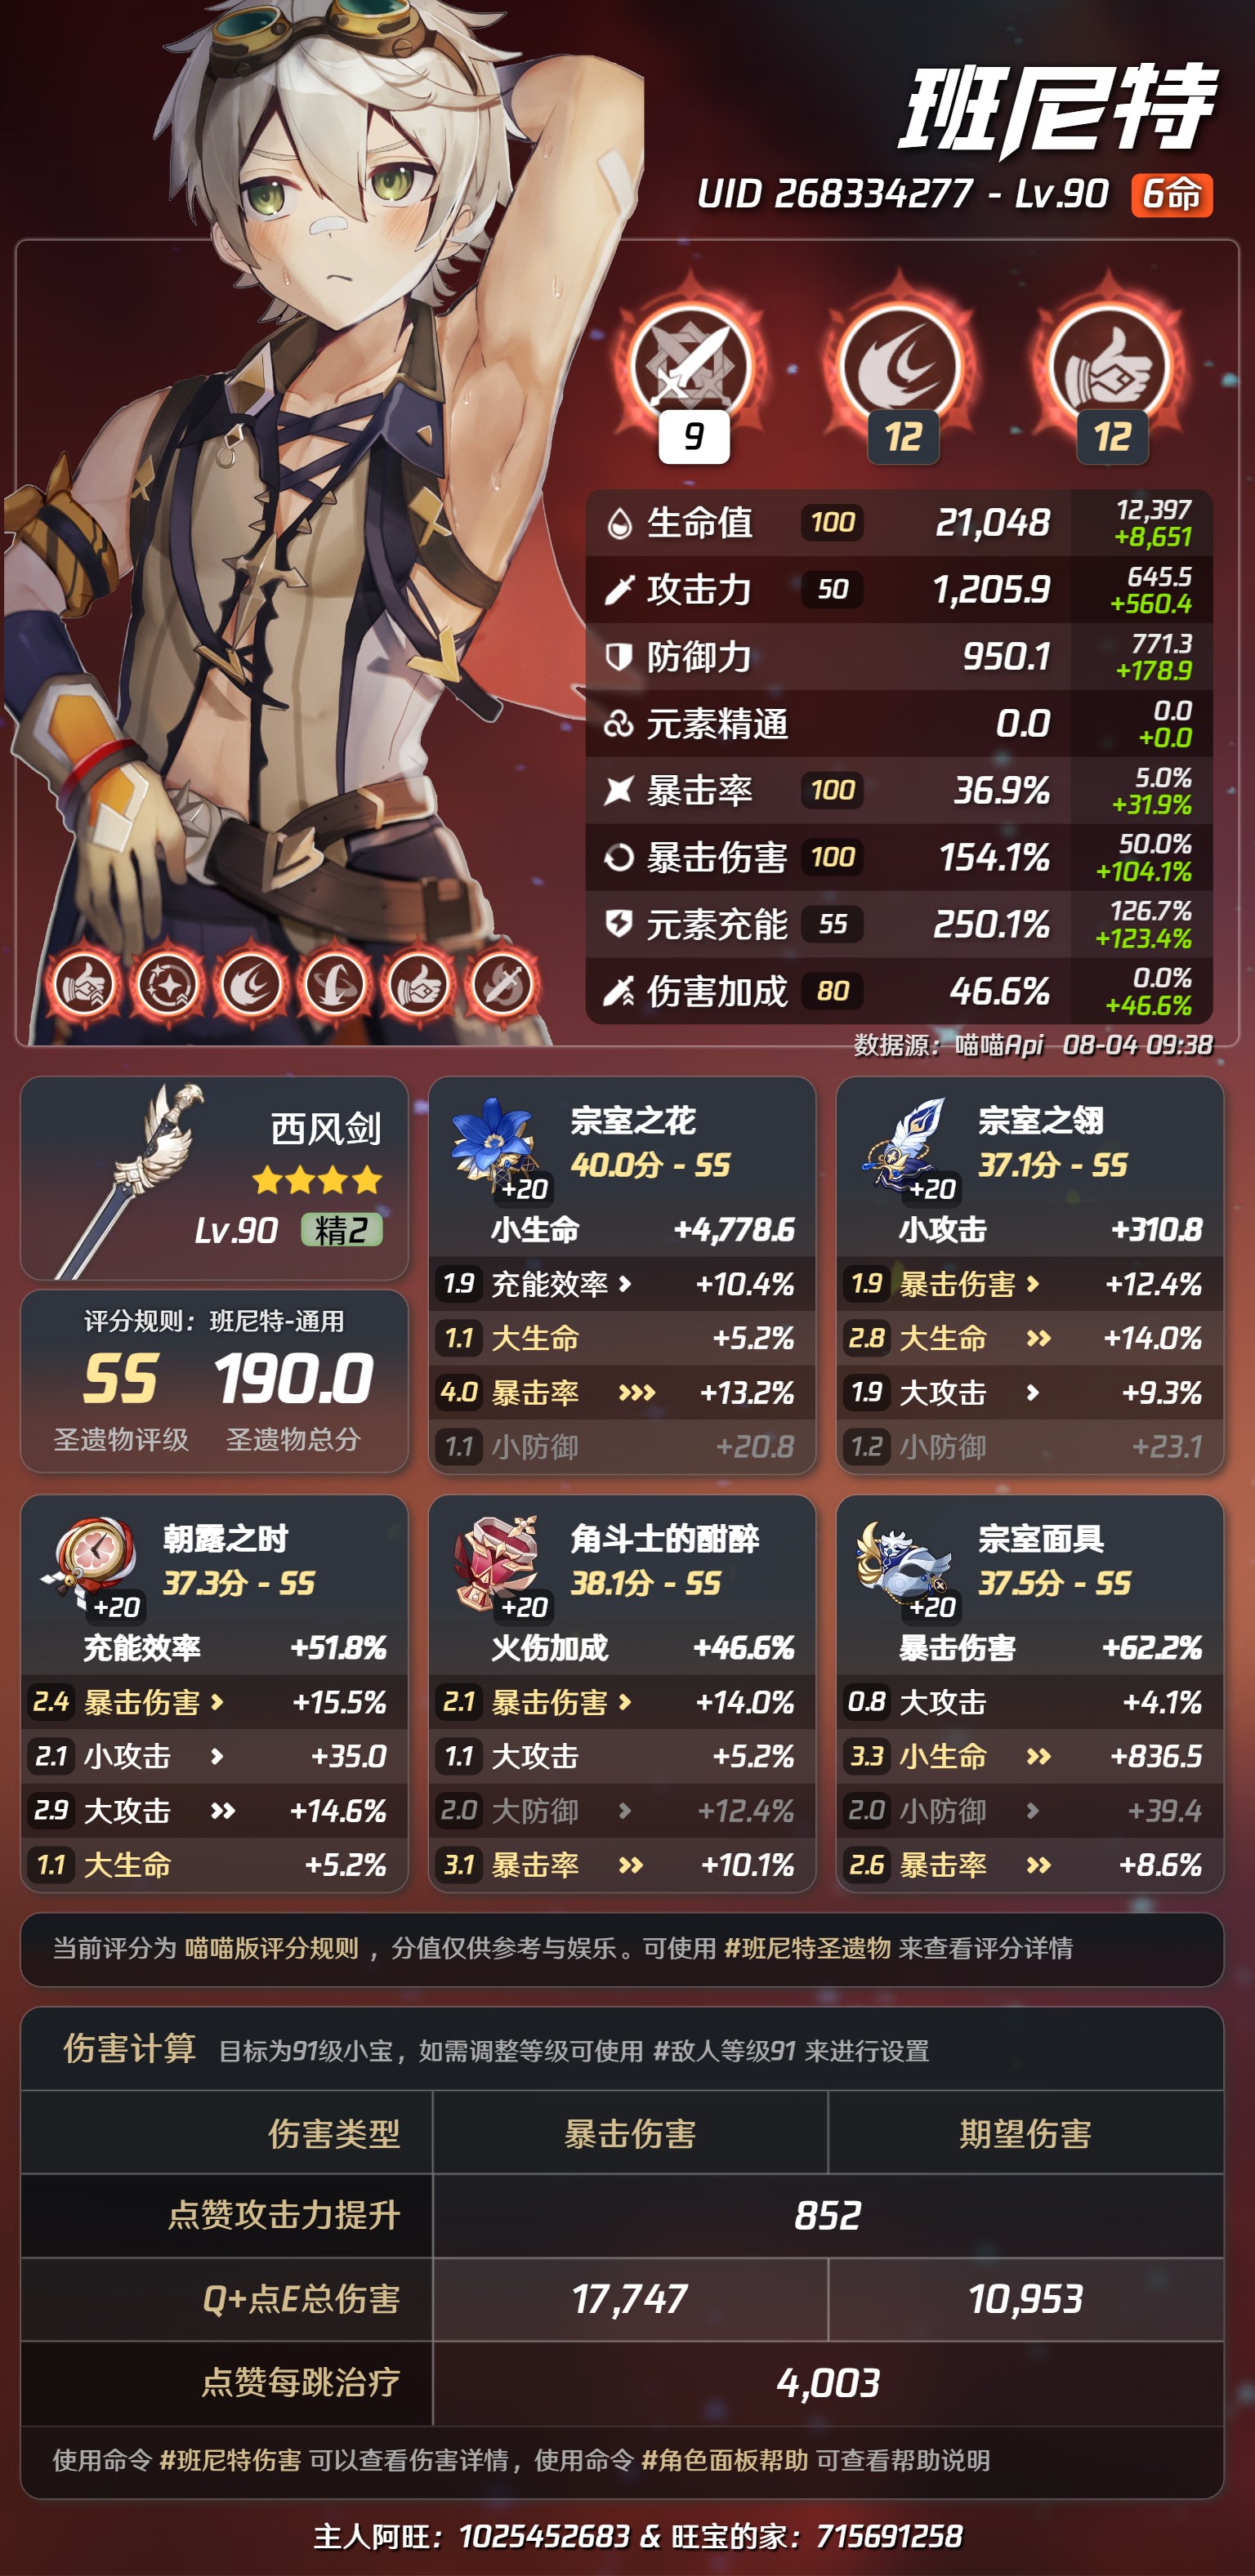 班尼特
UID 268334277 - Lv.90 6命
9 12 12
生命值 100 21,048 12,397 +8,651
攻击力 50 1,205.9 645.5 +560.4
防御力 950.1 771.3 +178.9
元素精通 0.0 0.0 +0.0
暴击率 100 36.9% 5.0% +31.9%
暴击伤害 100 154.1% 50.0% +104.1%
元素充能 55 250.1% 126.7% +123.4%
伤害加成 80 46.6% 0.0% +46.6%
数据源：喵喵Api 08-04 09:38
西风剑
Lv.90 精2
评分规则：班尼特-通用
SS 190.0
圣遗物评级 圣遗物总分
宗室之花
40.0分 - SS
+20
小生命 +4,778.6
1.9 充能效率 +10.4%
1.1 大生命 +5.2%
4.0 暴击率 +13.2%
1.1 小防御 +20.8
宗室之翎
37.1分 - SS
+20
小攻击 +310.8
1.9 暴击伤害 +12.4%
2.8 大生命 +14.0%
1.9 大攻击 +9.3%
1.2 小防御 +23.1
朝露之时
37.3分 - SS
+20
充能效率 +51.8%
2.4 暴击伤害 +15.5%
2.1 小攻击 +35.0
2.9 大攻击 +14.6%
1.1 大生命 +5.2%
角斗士的酣醉
38.1分 - SS
+20
火伤加成 +46.6%
2.1 暴击伤害 +14.0%
1.1 大攻击 +5.2%
2.0 大防御 +12.4%
3.1 暴击率 +10.1%
宗室面具
37.5分 - SS
+20
暴击伤害 +62.2%
0.8 大攻击 +4.1%
3.3 小生命 +836.5
2.0 小防御 +39.4
2.6 暴击率 +8.6%
当前评分为 喵喵版评分规则 ，分值仅供参考与娱乐。可使用 #班尼特圣遗物 来查看评分详情
伤害计算 目标为91级小宝，如需调整等级可使用 #敌人等级91 来进行设置
伤害类型 暴击伤害 期望伤害
点赞攻击力提升 852
Q+点E总伤害 17,747 10,953
点赞每跳治疗 4,003
使用命令 #班尼特伤害 可以查看伤害详情，使用命令 #角色面板帮助 可查看帮助说明
主人阿旺：1025452683 & 旺宝的家：715691258